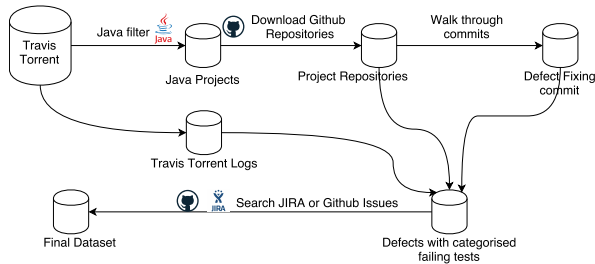 Travis
Torrent
Java filter
Java
Java Projects
Download Github
Repositories
Project Repositories
Walk through
commits
Defect Fixing
commit
Travis Torrent Logs
Final Dataset
JIRA
Search JIRA or Github Issues
Defects with categorised
failing tests